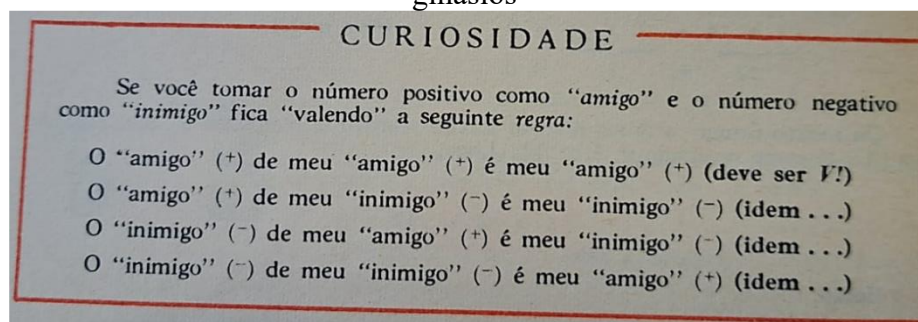 ginásios
CURIOSIDADE
Se você tomar o número positivo como "amigo" e o número negativo
como "inimigo" fica "valendo" a seguinte regra:
O "amigo" (+) de meu "amigo" (+) é meu "amigo" (+) (deve ser V!)
O "amigo" (+) de meu "inimigo" (-) é meu "inimigo" (-) (idem ...)
O "inimigo" (-) de meu "amigo" (+) é meu "inimigo" (-) (idem ...)
O "inimigo" (-) de meu "inimigo" (-) é meu "amigo" (+) (idem ...)